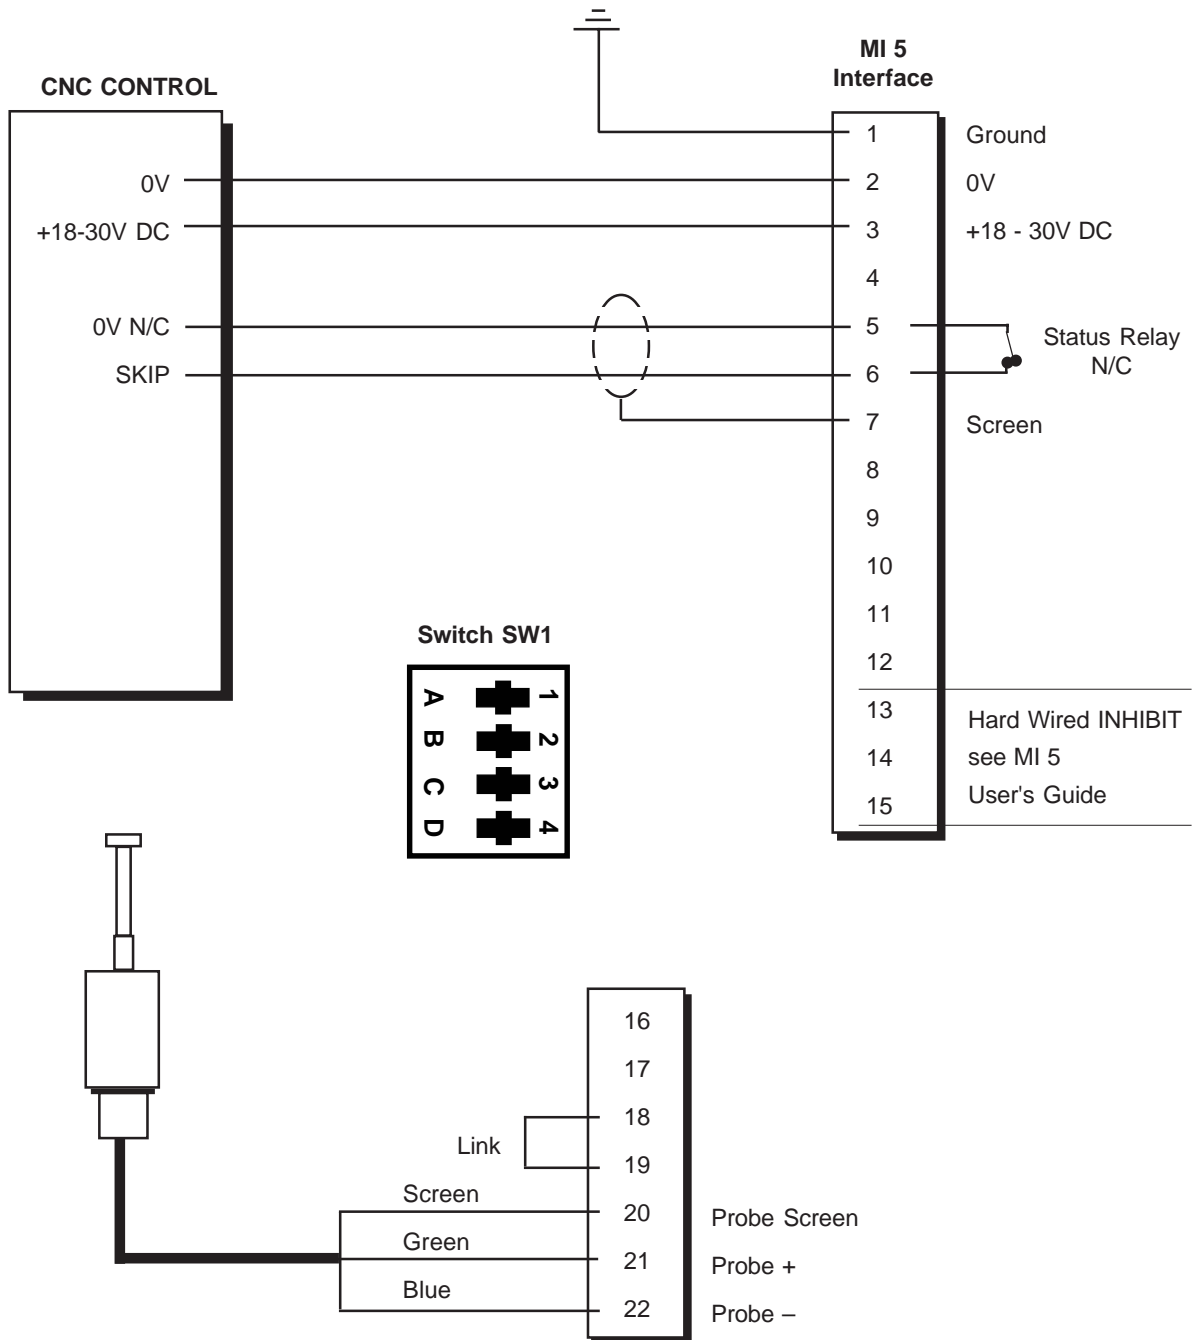 CNC CONTROL
0V
+18-30V DC
0V N/C
SKIP
MI 5
Interface
1 Ground
2 0V
3 +18 - 30V DC
4
5
6
Status Relay
N/C
7 Screen
8
9
10
11
12
13
14
15
Hard Wired INHIBIT
see MI 5
User's Guide
Switch SW1
A 1
B 2
C 3
D 4
16
17
18
19
Link
Screen 20 Probe Screen
Green 21 Probe +
Blue 22 Probe –